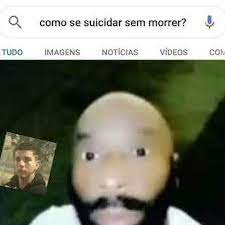 como se suicidar sem morrer?
TUDO IMAGENS NOTÍCIAS VÍDEOS